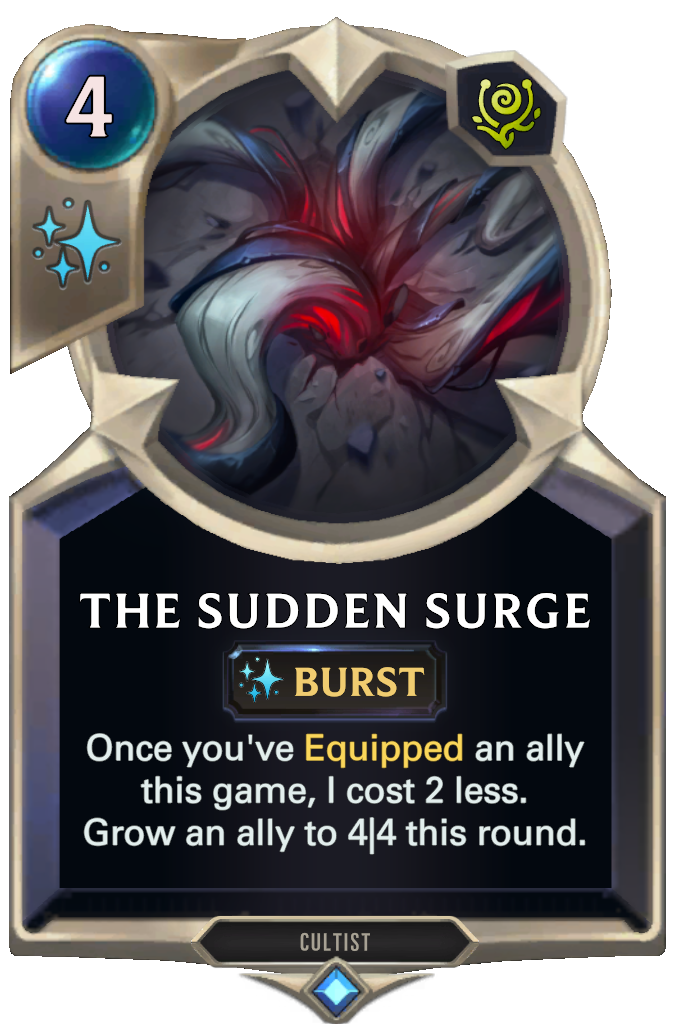 4
THE SUDDEN SURGE
BURST
Once you've Equipped an ally
this game, I cost 2 less.
Grow an ally to 4|4 this round.
CULTIST